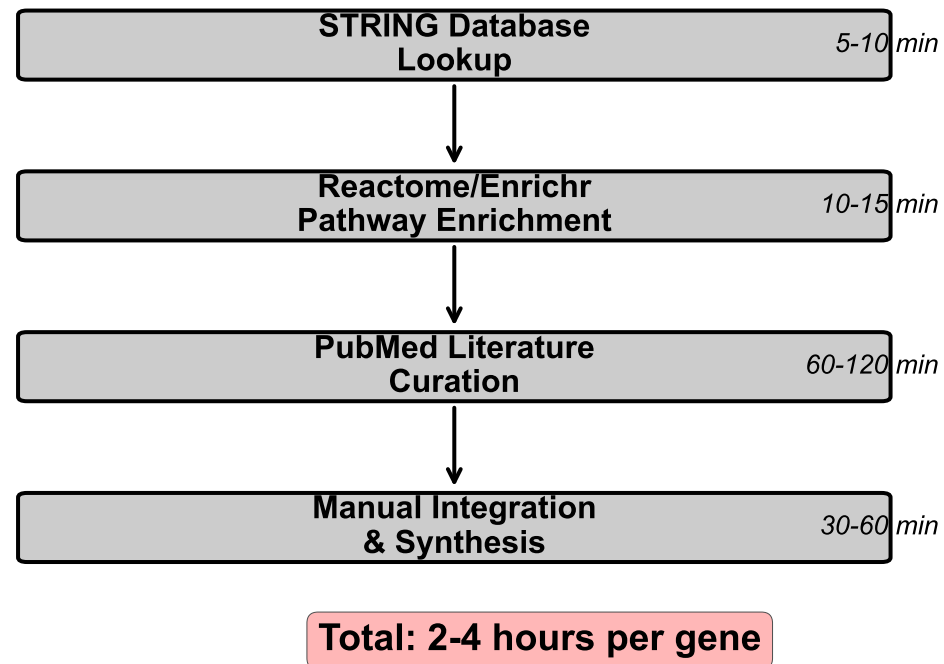 STRING Database
Lookup
5-10 min
Reactome/Enrichr
Pathway Enrichment
10-15 min
PubMed Literature
Curation
60-120 min
Manual Integration
& Synthesis
30-60 min
Total: 2-4 hours per gene